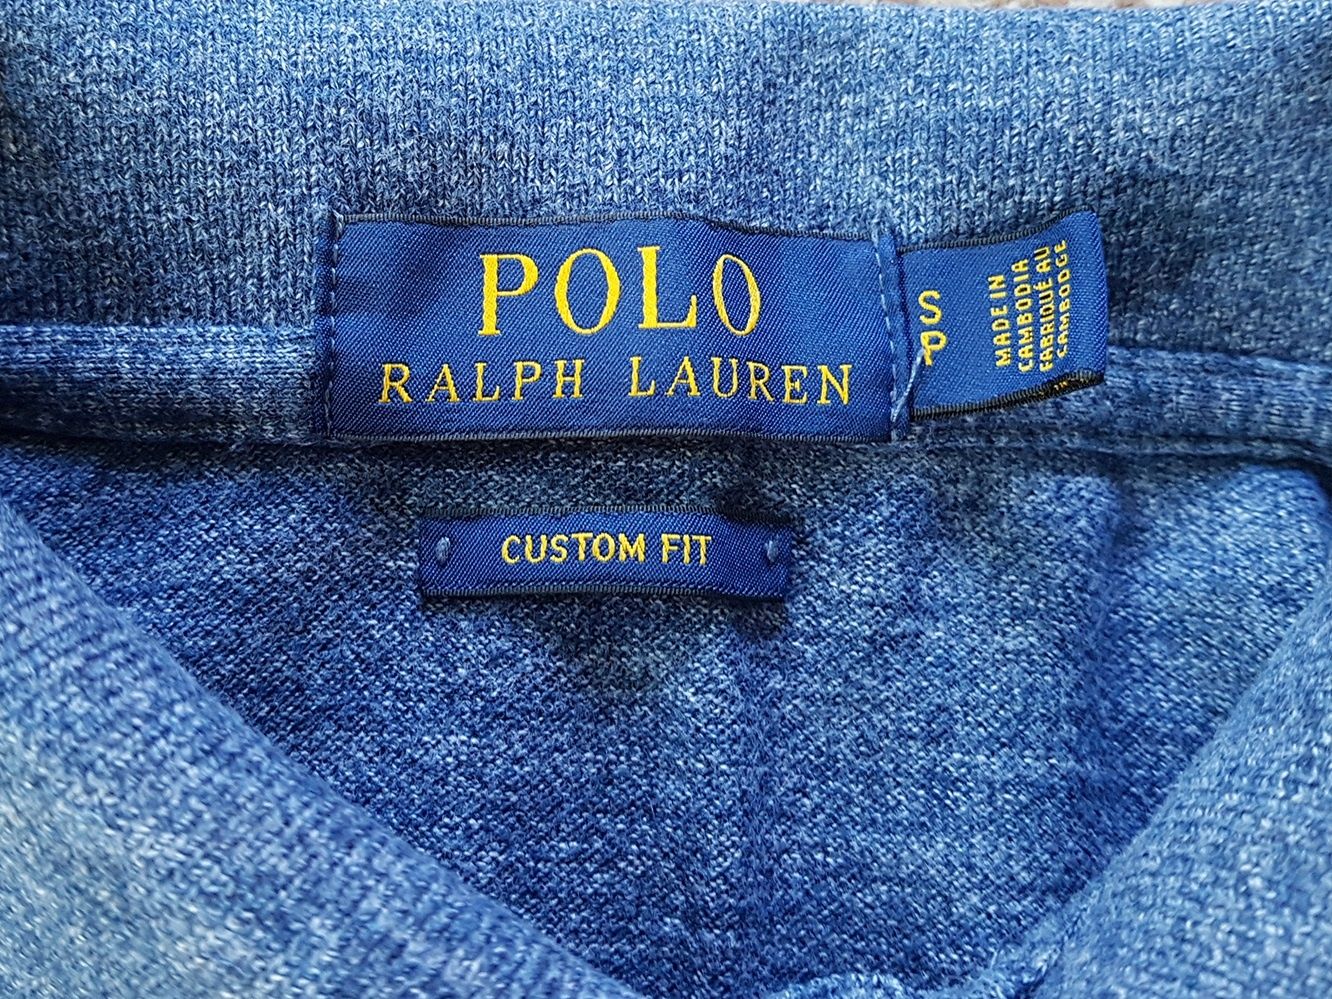 POLO
RALPH LAUREN
S
P
MADE IN
CAMBODIA
FABRIQUÉ AU
CAMBODGE
CUSTOM FIT